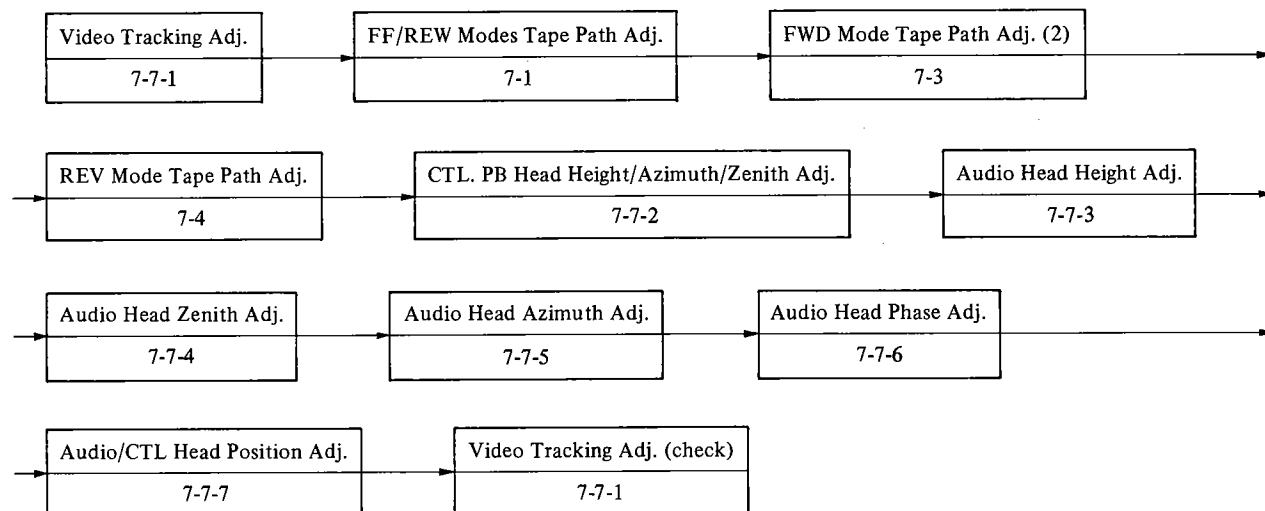 Video Tracking Adj.
7-7-1
FF/REW Modes Tape Path Adj.
7-1
FWD Mode Tape Path Adj. (2)
7-3
REV Mode Tape Path Adj.
7-4
CTL. PB Head Height/Azimuth/Zenith Adj.
7-7-2
Audio Head Height Adj.
7-7-3
Audio Head Zenith Adj.
7-7-4
Audio Head Azimuth Adj.
7-7-5
Audio Head Phase Adj.
7-7-6
Audio/CTL Head Position Adj.
7-7-7
Video Tracking Adj. (check)
7-7-1